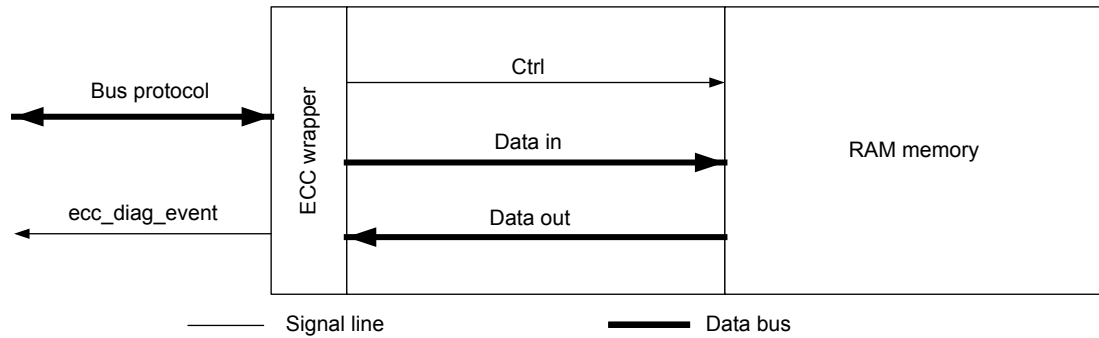 Ctrl
Bus protocol
ECC wrapper
Data in
RAM memory
ecc_diag_event
Data out
Signal line
Data bus